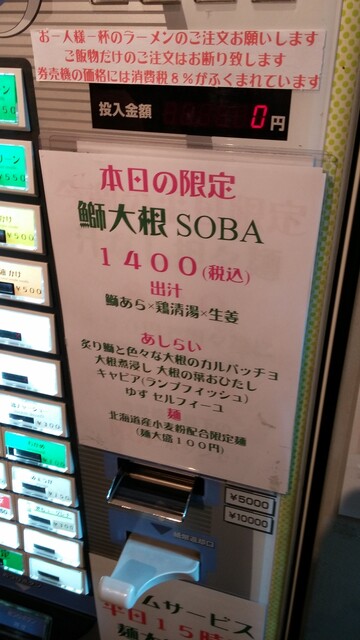 お一人様一杯のラーメンのご注文お願いします
ご飯物だけのご注文はお断り致します
券売機の価格には消費税8%がふくまれています
投入金額 0円
本日の限定
鰤大根 SOBA
1400(税込)
出汁
鰤あら×鶏清湯×生姜
あしらい
炙り鰤と色々な大根のカルパッチョ
大根煮浸し 大根の葉おひたし
キャビア(ランプフィッシュ)
ゆず セルフィーユ
麺
北海道産小麦粉配合限定麺
(麺大盛100円)
¥5000
¥10000
ムサービス
平日15時
麺大